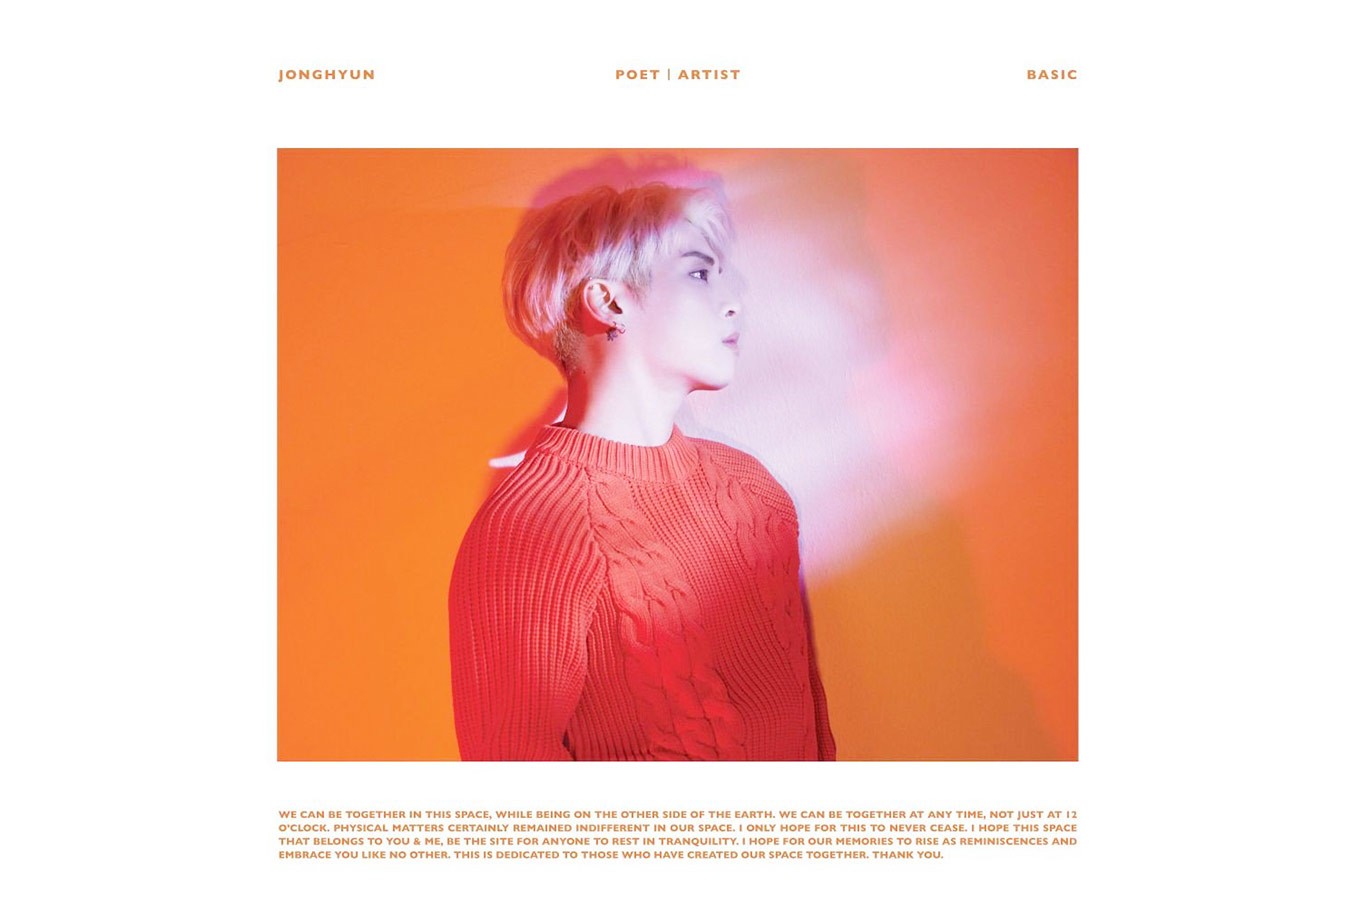 JONGHYUN
POET | ARTIST
BASIC
WE CAN BE TOGETHER IN THIS SPACE, WHILE BEING ON THE OTHER SIDE OF THE EARTH. WE CAN BE TOGETHER AT ANY TIME, NOT JUST AT 12
O'CLOCK. PHYSICAL MATTERS CERTAINLY REMAINED INDIFFERENT IN OUR SPACE. I ONLY HOPE FOR THIS TO NEVER CEASE. I HOPE THIS SPACE
THAT BELONGS TO YOU & ME, BE THE SITE FOR ANYONE TO REST IN TRANQUILITY. I HOPE FOR OUR MEMORIES TO RISE AS REMINISCENCES AND
EMBRACE YOU LIKE NO OTHER. THIS IS DEDICATED TO THOSE WHO HAVE CREATED OUR SPACE TOGETHER. THANK YOU.